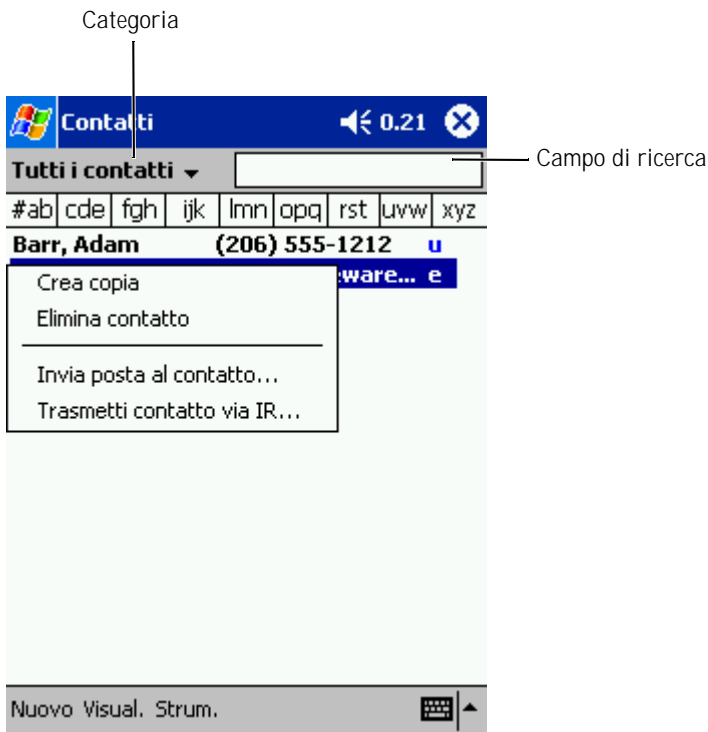 Categoria
Contatti 0.21
Tutti i contatti
Campo di ricerca
#ab cde fgh ijk lmn opq rst uvw xyz
Barr, Adam (206) 555-1212 u
eware... e
Crea copia
Elimina contatto
Invia posta al contatto...
Trasmetti contatto via IR...
Nuovo Visual. Strum.